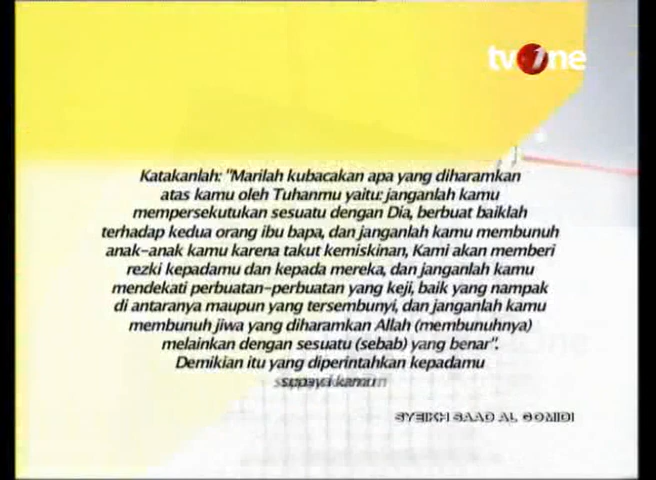 tvOne
Katakanlah: "Marilah kubacakan apa yang diharamkan
atas kamu oleh Tuhanmu yaitu: janganlah kamu
mempersekutukan sesuatu dengan Dia, berbuat baiklah
terhadap kedua orang ibu bapa, dan janganlah kamu membunuh
anak-anak kamu karena takut kemiskinan, Kami akan memberi
rezki kepadamu dan kepada mereka, dan janganlah kamu
mendekati perbuatan-perbuatan yang keji, baik yang nampak
di antaranya maupun yang tersembunyi, dan janganlah kamu
membunuh jiwa yang diharamkan Allah (membunuhnya)
melainkan dengan sesuatu (sebab) yang benar".
Demikian itu yang diperintahkan kepadamu
supaya kamu
SYEIKH SAAD AL GOMIDI